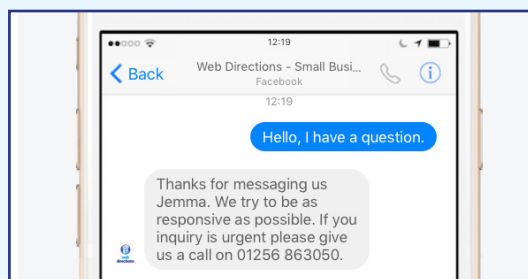 12:19
Back
Web Directions - Small Busi...
Facebook
12:19
Hello, I have a question.
Thanks for messaging us
Jemma. We try to be as
responsive as possible. If you
inquiry is urgent please give
us a call on 01256 863050.